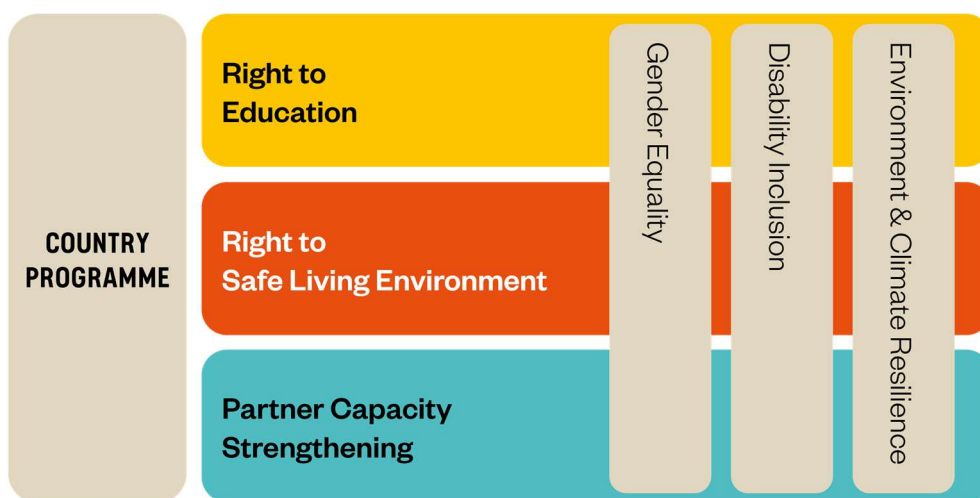 COUNTRY
PROGRAMME
Right to
Education
Right to
Safe Living Environment
Partner Capacity
Strengthening
Gender Equality
Disability Inclusion
Environment & Climate Resilience